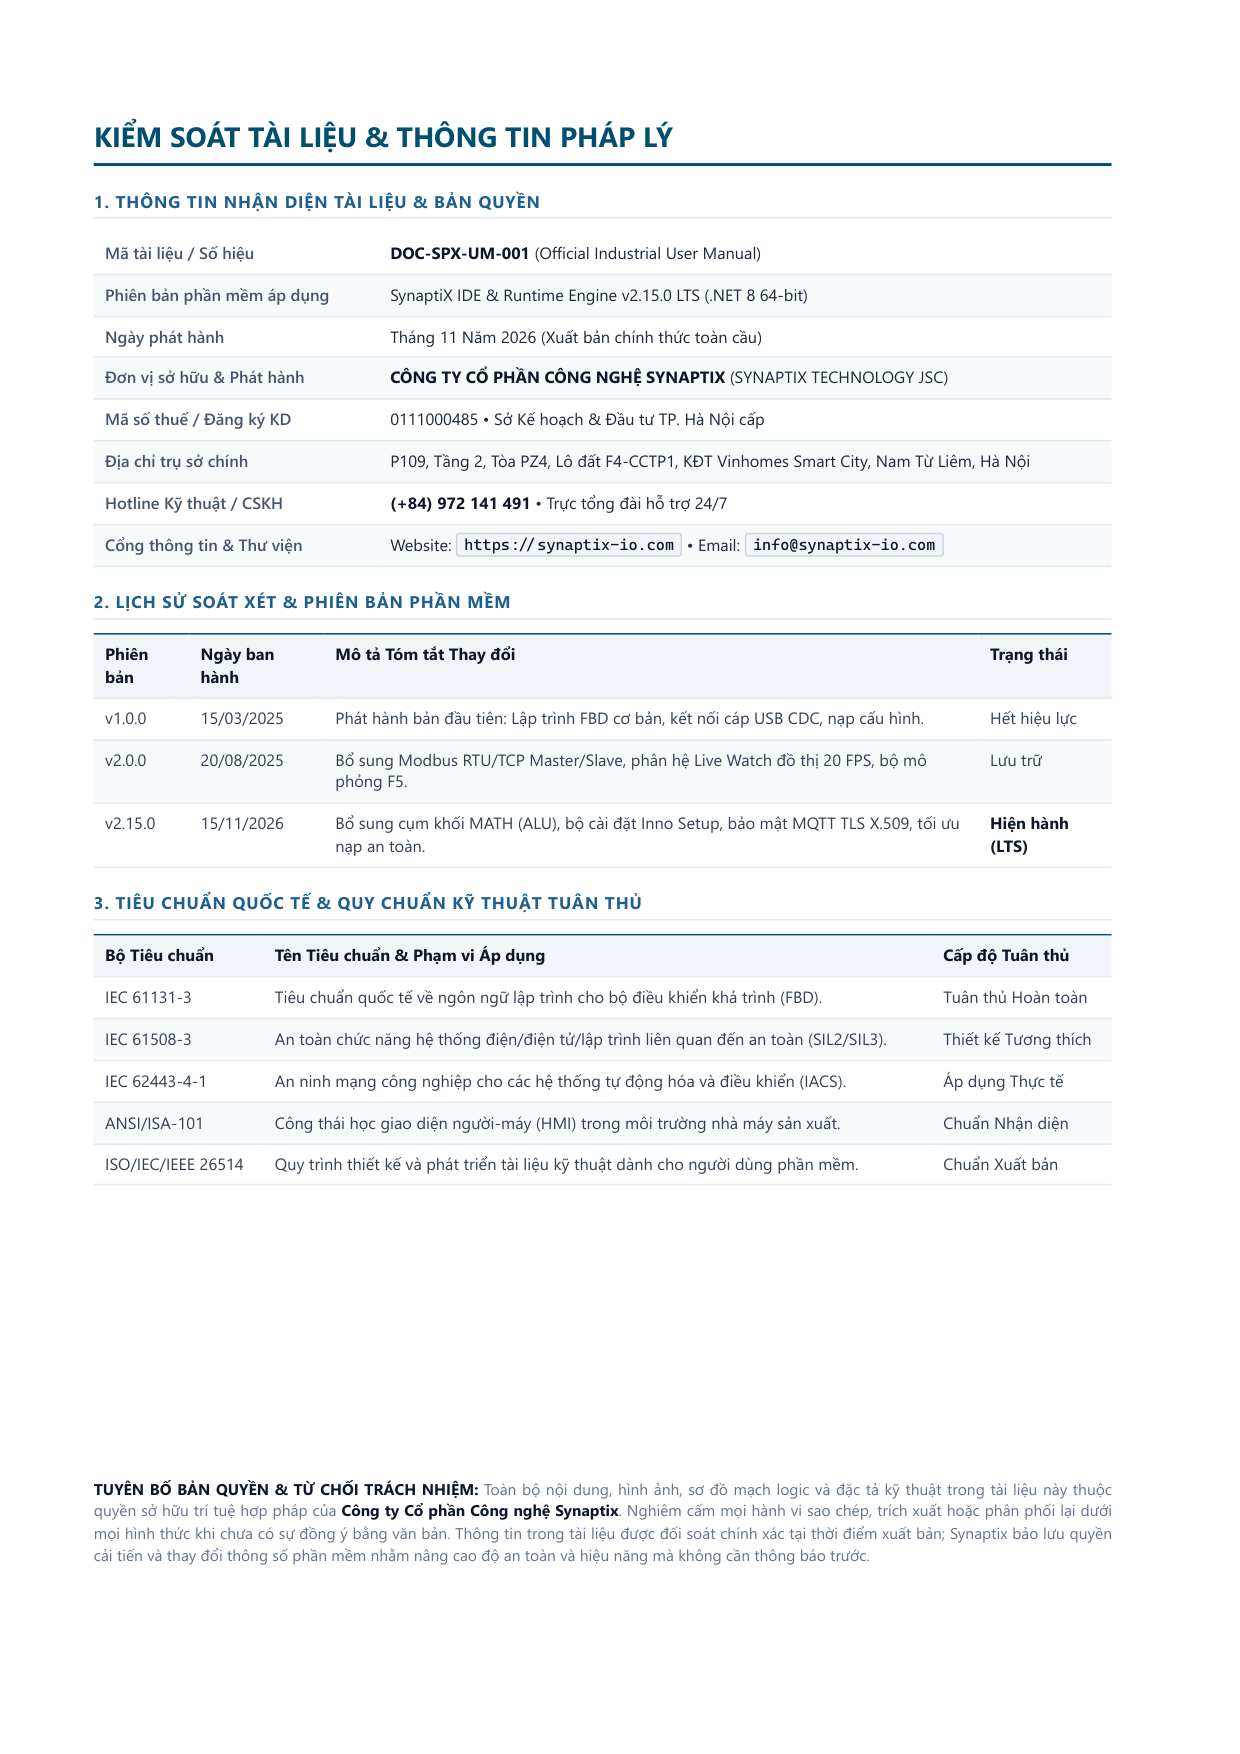 KIỂM SOÁT TÀI LIỆU & THÔNG TIN PHÁP LÝ
1. THÔNG TIN NHẬN DIỆN TÀI LIỆU & BẢN QUYỀN
Mã tài liệu / Số hiệu DOC-SPX-UM-001 (Official Industrial User Manual)
Phiên bản phần mềm áp dụng SynaptiX IDE & Runtime Engine v2.15.0 LTS (.NET 8 64-bit)
Ngày phát hành Tháng 11 Năm 2026 (Xuất bản chính thức toàn cầu)
Đơn vị sở hữu & Phát hành CÔNG TY CỔ PHẦN CÔNG NGHỆ SYNAPTIX (SYNAPTIX TECHNOLOGY JSC)
Mã số thuế / Đăng ký KD 0111000485 • Sở Kế hoạch & Đầu tư TP. Hà Nội cấp
Địa chỉ trụ sở chính P109, Tầng 2, Tòa PZ4, Lô đất F4-CCTP1, KĐT Vinhomes Smart City, Nam Từ Liêm, Hà Nội
Hotline Kỹ thuật / CSKH (+84) 972 141 491 • Trực tổng đài hỗ trợ 24/7
Cổng thông tin & Thư viện Website: https://synaptix-io.com • Email: info@synaptix-io.com
2. LỊCH SỬ SOÁT XÉT & PHIÊN BẢN PHẦN MỀM
Phiên Ngày ban Mô tả Tóm tắt Thay đổi Trạng thái
bản hành
v1.0.0 15/03/2025 Phát hành bản đầu tiên: Lập trình FBD cơ bản, kết nối cáp USB CDC, nạp cấu hình. Hết hiệu lực
v2.0.0 20/08/2025 Bổ sung Modbus RTU/TCP Master/Slave, phân hệ Live Watch đồ thị 20 FPS, bộ mô Lưu trữ
phỏng F5.
v2.15.0 15/11/2026 Bổ sung cụm khối MATH (ALU), bộ cài đặt Inno Setup, bảo mật MQTT TLS X.509, tối ưu Hiện hành
nạp an toàn. (LTS)
3. TIÊU CHUẨN QUỐC TẾ & QUY CHUẨN KỸ THUẬT TUÂN THỦ
Bộ Tiêu chuẩn Tên Tiêu chuẩn & Phạm vi Áp dụng Cấp độ Tuân thủ
IEC 61131-3 Tiêu chuẩn quốc tế về ngôn ngữ lập trình cho bộ điều khiển khả trình (FBD). Tuân thủ Hoàn toàn
IEC 61508-3 An toàn chức năng hệ thống điện/điện tử/lập trình liên quan đến an toàn (SIL2/SIL3). Thiết kế Tương thích
IEC 62443-4-1 An ninh mạng công nghiệp cho các hệ thống tự động hóa và điều khiển (IACS). Áp dụng Thực tế
ANSI/ISA-101 Công thái học giao diện người-máy (HMI) trong môi trường nhà máy sản xuất. Chuẩn Nhận diện
ISO/IEC/IEEE 26514 Quy trình thiết kế và phát triển tài liệu kỹ thuật dành cho người dùng phần mềm. Chuẩn Xuất bản
TUYÊN BỐ BẢN QUYỀN & TỪ CHỐI TRÁCH NHIỆM: Toàn bộ nội dung, hình ảnh, sơ đồ mạch logic và đặc tả kỹ thuật trong tài liệu này thuộc
quyền sở hữu trí tuệ hợp pháp của Công ty Cổ phần Công nghệ Synaptix. Nghiêm cấm mọi hành vi sao chép, trích xuất hoặc phân phối lại dưới
mọi hình thức khi chưa có sự đồng ý bằng văn bản. Thông tin trong tài liệu được đối soát chính xác tại thời điểm xuất bản; Synaptix bảo lưu quyền
cải tiến và thay đổi thông số phần mềm nhằm nâng cao độ an toàn và hiệu năng mà không cần thông báo trước.